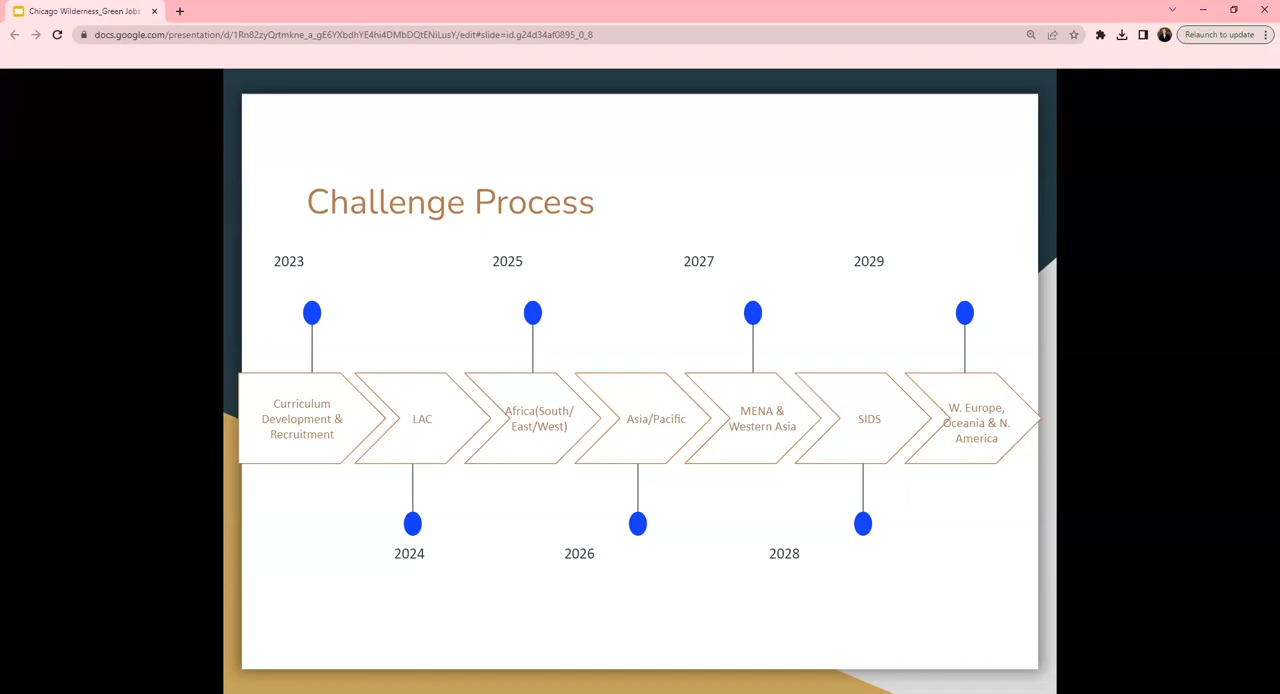 Chicago Wilderness_Green Jobs
docs.google.com/presentation/d/1Rn82zyQrtmkne_a_gE6YXbdhYE4hi4DMbDQtENiLusY/edit#slide=id.g24d34af0895_0_8
Relaunch to update
Challenge Process
2023
2025
2027
2029
Curriculum
Development &
Recruitment
LAC
Africa(South/
East/West)
Asia/Pacific
MENA &
Western Asia
SIDS
W. Europe,
Oceania & N.
America
2024
2026
2028